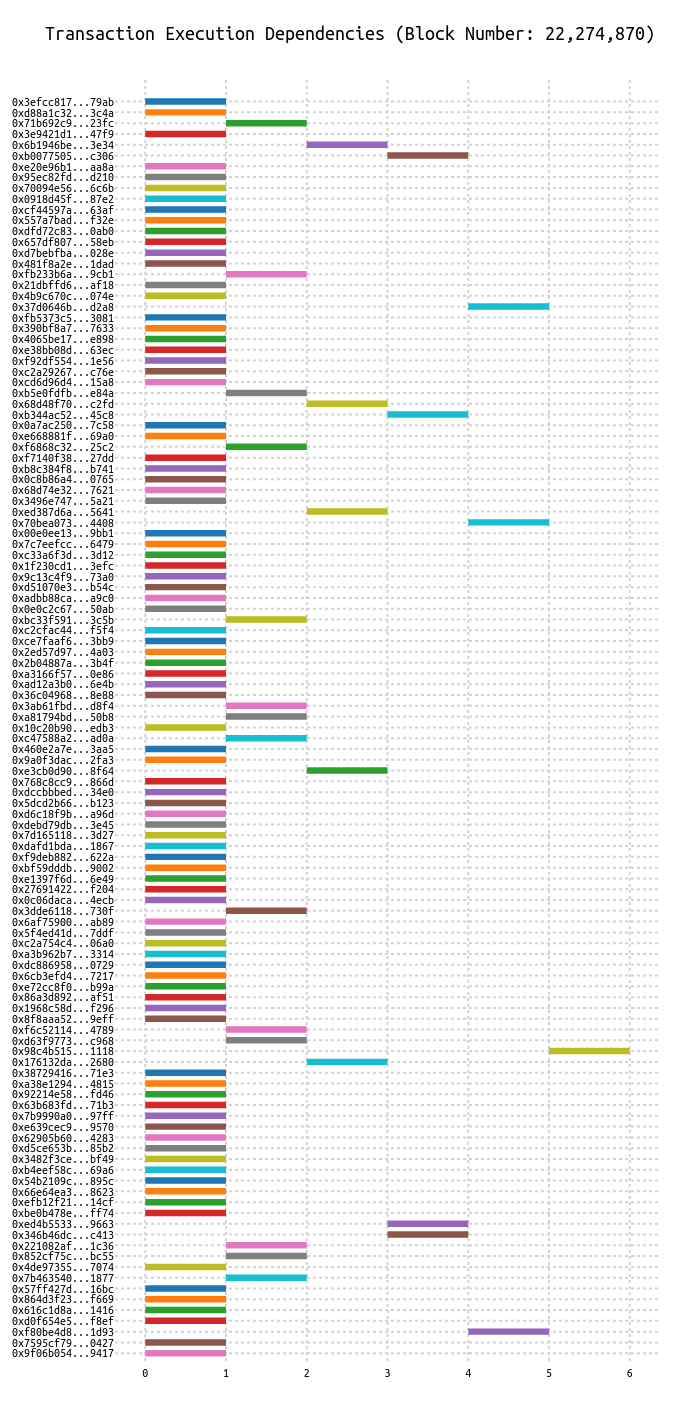 Transaction Execution Dependencies (Block Number: 22,274,870)
0x3efcc817...79ab
0xd88a1c32...3c4a
0x71b692c9...23fc
0x3e9421d1...47f9
0x6b1946be...3e34
0xb0077505...c306
0xe20e96b1...aa8a
0x95ec82fd...d210
0x70094e56...6c6b
0x0918d45f...87e2
0xcf44597a...63af
0x557a7bad...f32e
0xdfd72c83...0ab0
0x657df807...58eb
0xd7bebfba...028e
0x481f8a2e...1dad
0xfb233b6a...9cb1
0x21dbffd6...af18
0x4b9c670c...074e
0x37d0646b...d2a8
0xfb5373c5...3081
0x390bf8a7...7633
0x4065be17...e898
0xe38bb08d...63ec
0xf92df554...1e56
0xc2a29267...c76e
0xcd6d96d4...15a8
0xb5e0fdfb...e84a
0x68d48f70...c2fd
0xb344ac52...45c8
0x0a7ac250...7c58
0xe668881f...69a0
0xf6868c32...25c2
0xf7140f38...27dd
0xb8c384f8...b741
0x0c8b86a4...0765
0x68d74e32...7621
0x3496e747...5a21
0xed387d6a...5641
0x70bea073...4408
0x00e0ee13...9bb1
0x7c7eefcc...6479
0xc33a6f3d...3d12
0x1f230cd1...3efc
0x9c13c4f9...73a0
0xd51070e3...b54c
0xadbb88ca...a9c0
0x0e0c2c67...50ab
0xbc33f591...3c5b
0xc2cfac44...f5f4
0xce7faaf6...3bb9
0x2ed57d97...4a03
0x2b04887a...3b4f
0xa3166f57...0e86
0xad12a3b0...6e4b
0x36c04968...8e88
0x3ab61fbd...d8f4
0xa81794bd...50b8
0x10c20b90...edb3
0xc47588a2...ad0a
0x460e2a7e...3aa5
0x9a0f3dac...2fa3
0xe3cb0d90...8f64
0x768c8cc9...866d
0xdccbbbed...34e0
0x5dcd2b66...b123
0xd6c18f9b...a96d
0xdebd79db...3e45
0x7d165118...3d27
0xdafd1bda...1867
0xf9deb882...622a
0xbf59dddb...9002
0xe1397f6d...6e49
0x27691422...f204
0x0c06daca...4ecb
0x3dde6118...730f
0x6af75900...ab89
0x5f4ed41d...7ddf
0xc2a754c4...06a0
0xa3b962b7...3314
0xdc886958...0729
0x6cb3efd4...7217
0xe72cc8f0...b99a
0x86a3d892...af51
0x1968c58d...f296
0x8f8aaa52...9eff
0xf6c52114...4789
0xd63f9773...c968
0x98c4b515...1118
0x176132da...2680
0x38729416...71e3
0xa38e1294...4815
0x92214e58...fd46
0x63b683fd...71b3
0x7b9990a0...97ff
0xe639cec9...9570
0x62905b60...4283
0xd5ce653b...85b2
0x3482f3ce...bf49
0xb4eef58c...69a6
0x54b2109c...895c
0x66e64ea3...8623
0xefb12f21...14cf
0xbe0b478e...ff74
0xed4b5533...9663
0x346b46dc...c413
0x221082af...1c36
0x852cf75c...bc55
0x4de97355...7074
0x7b463540...1877
0x57ff427d...16bc
0x864d3f23...f669
0x616c1d8a...1416
0xd0f654e5...f8ef
0xf80be4d8...1d93
0x7595cf79...0427
0x9f06b054...9417
0 1 2 3 4 5 6